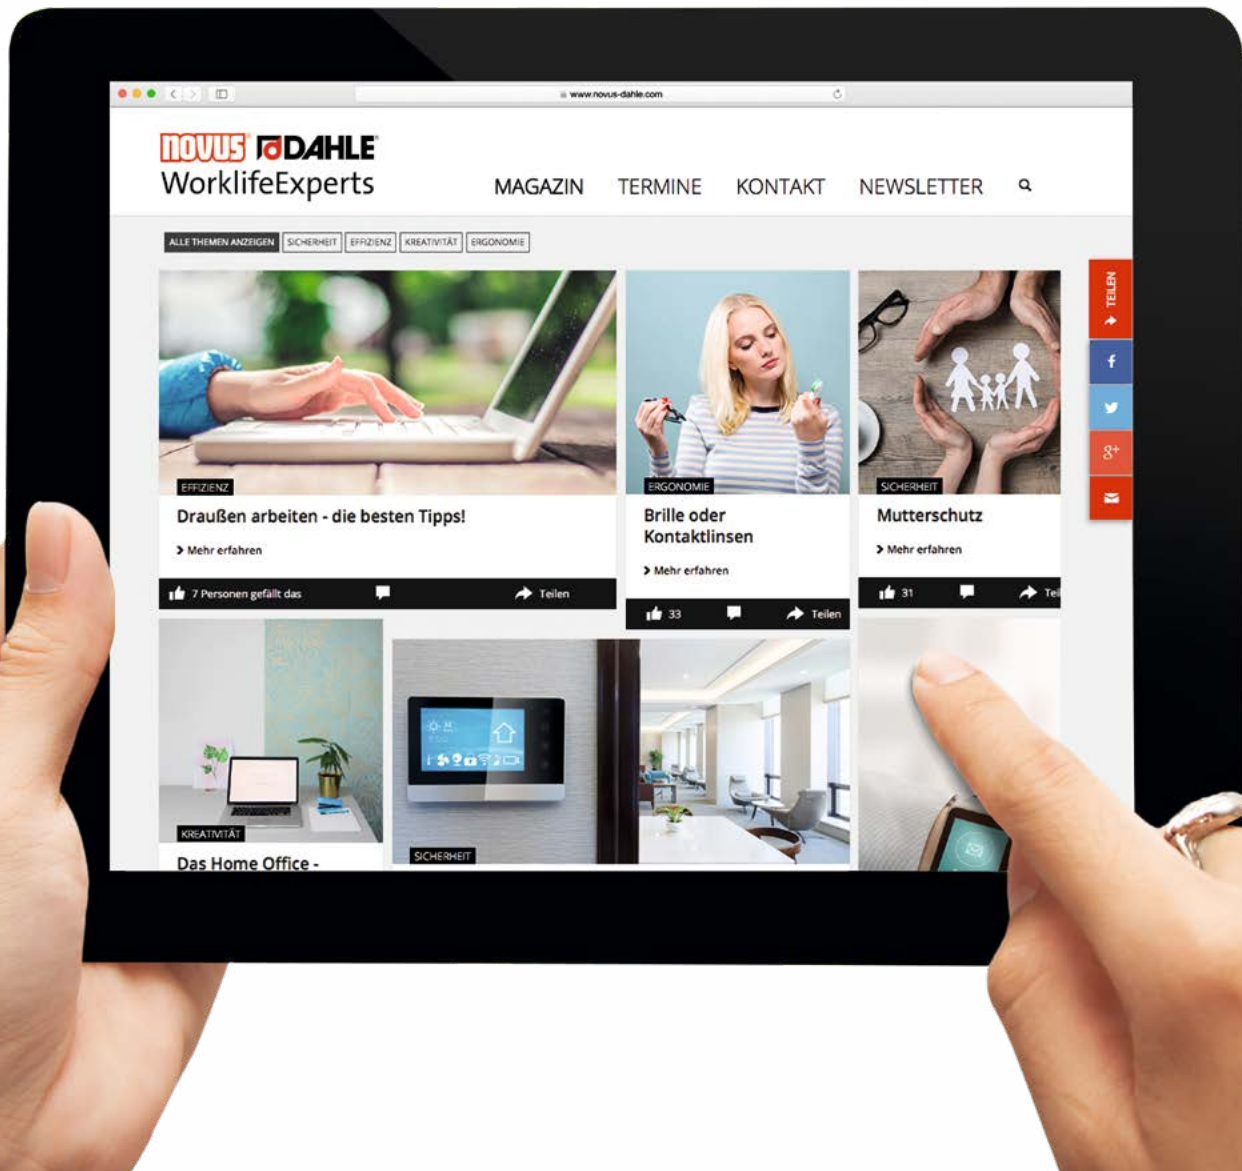 www.novus-dahle.com
novus DAHLE
WorklifeExperts
MAGAZIN TERMINE KONTAKT NEWSLETTER
ALLE THEMEN ANZEIGEN SICHERHEIT EFFIZIENZ KREATIVITÄT ERGONOMIE
TEILEN
f
g+
EFFIZIENZ
Draußen arbeiten - die besten Tipps!
Mehr erfahren
7 Personen gefällt das Teilen
ERGONOMIE
Brille oder
Kontaktlinsen
Mehr erfahren
33 Teilen
SICHERHEIT
Mutterschutz
Mehr erfahren
31 Tei
KREATIVITÄT
Das Home Office -
SICHERHEIT